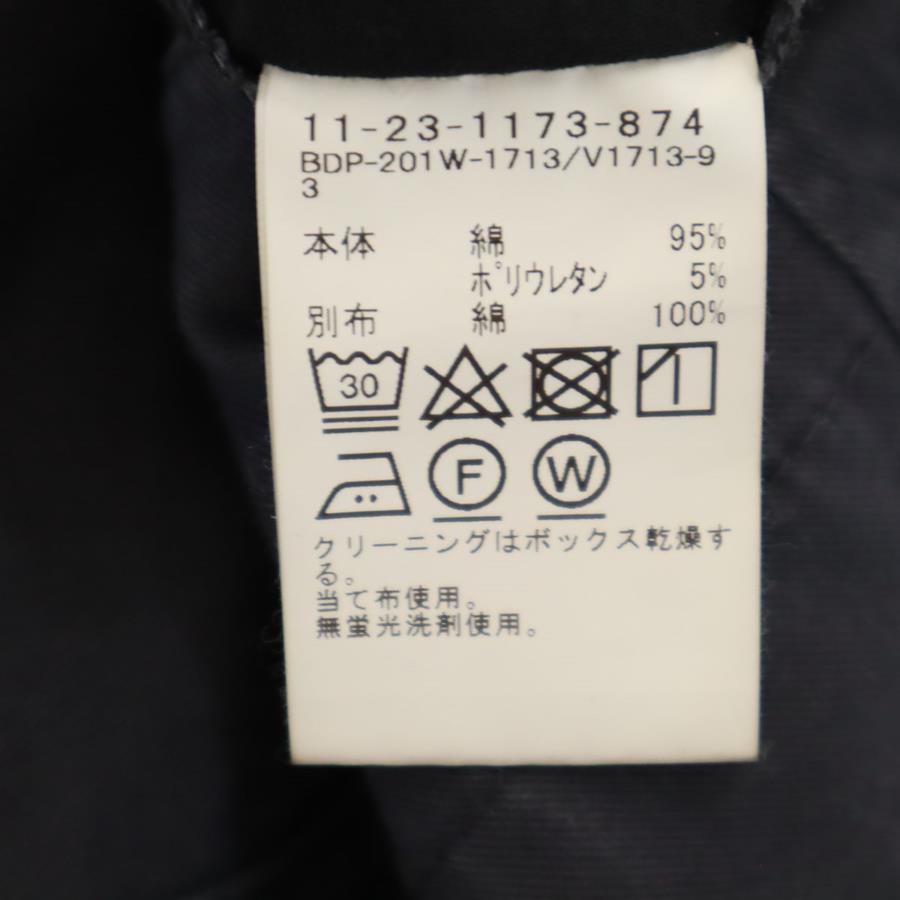 11-23-1173-874
BDP-201W-1713/V1713-9
3
本体 綿 95%
ポリウレタン 5%
別布 綿 100%
30
F W
クリーニングはボックス乾燥す
る。
当て布使用。
無蛍光洗剤使用。